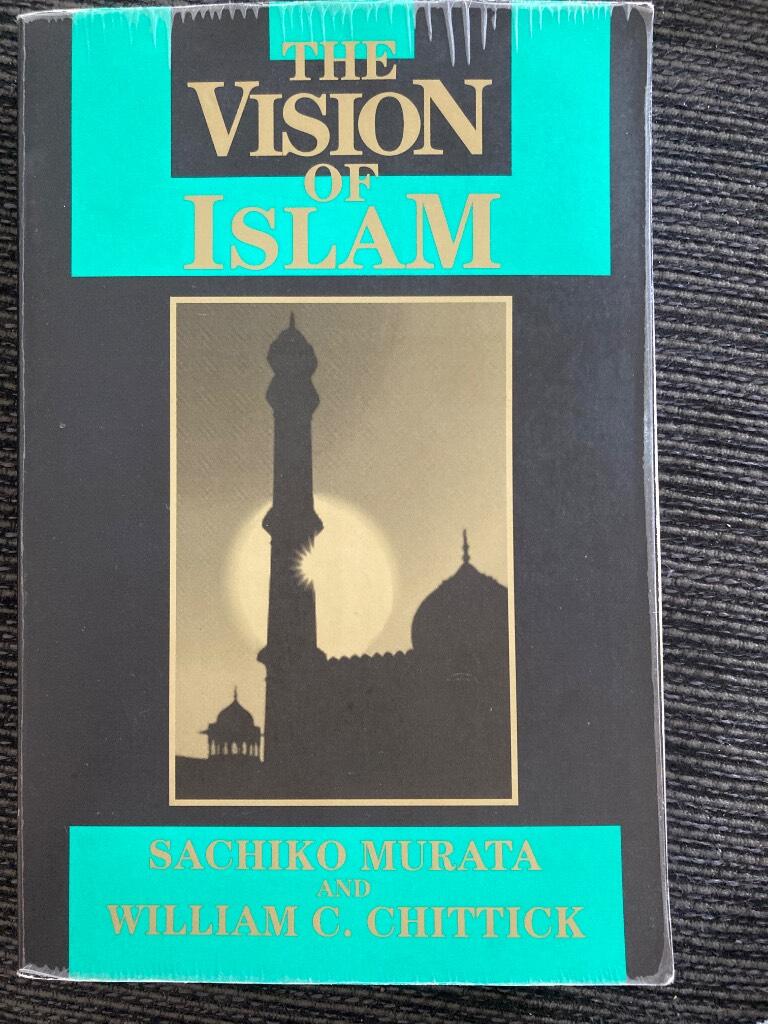 THE
VISION
OF
ISLAM
SACHIKO MURATA
AND
WILLIAM C. CHITTICK